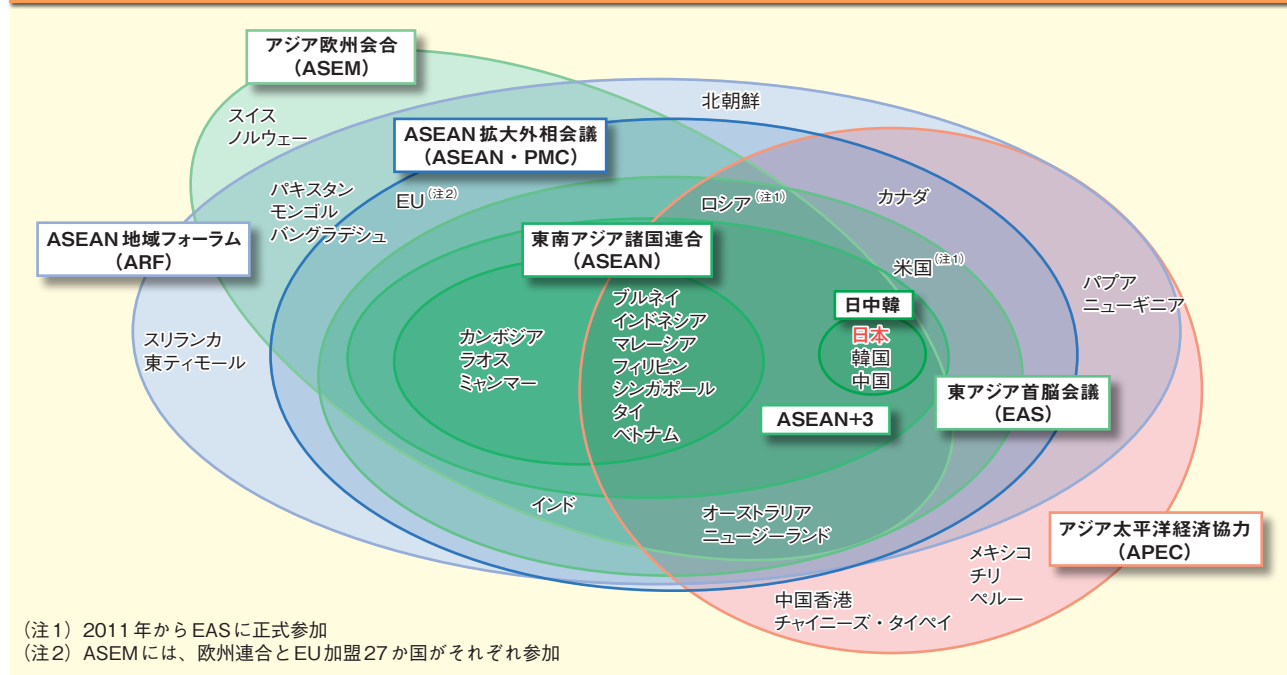 アジア欧州会合
(ASEM)
北朝鮮
スイス
ノルウェー
ASEAN拡大外相会議
(ASEAN・PMC)
パキスタン
モンゴル
バングラデシュ
EU(注2)
ロシア(注1)
カナダ
ASEAN地域フォーラム
(ARF)
東南アジア諸国連合
(ASEAN)
米国(注1)
パプア
ニューギニア
日中韓
日本
韓国
中国
ブルネイ
インドネシア
マレーシア
フィリピン
シンガポール
タイ
ベトナム
カンボジア
ラオス
ミャンマー
スリランカ
東ティモール
東アジア首脳会議
(EAS)
ASEAN+3
インド
オーストラリア
ニュージーランド
アジア太平洋経済協力
(APEC)
メキシコ
チリ
ペルー
中国香港
チャイニーズ・タイペイ
(注1) 2011年からEASに正式参加
(注2) ASEMには、欧州連合とEU加盟27か国がそれぞれ参加